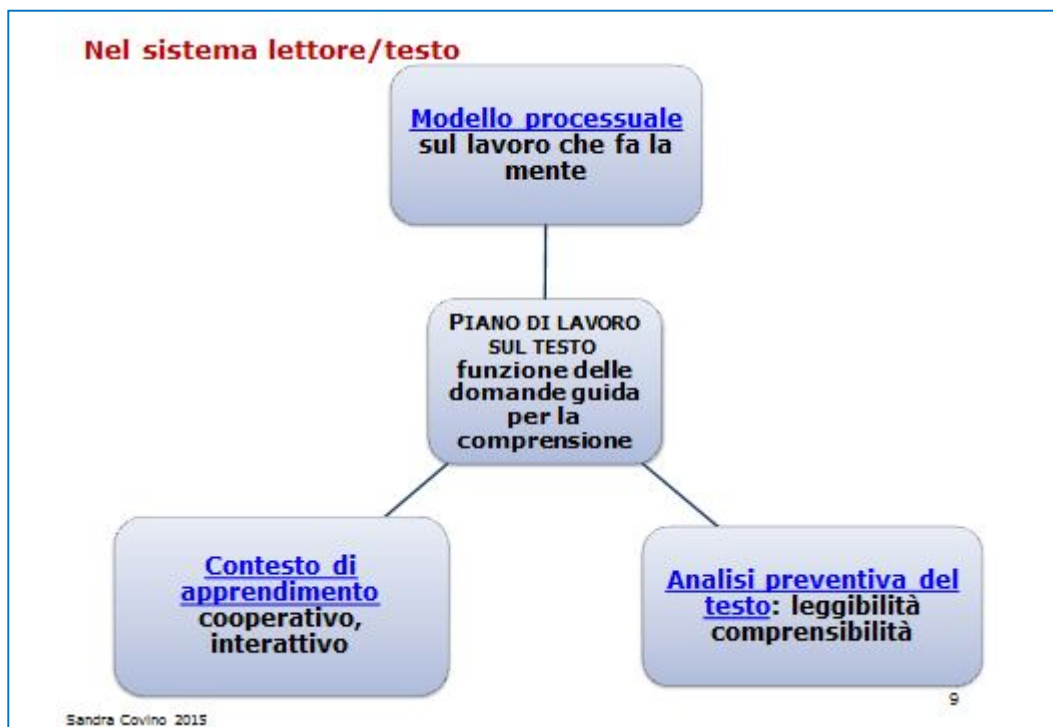 Nel sistema lettore/testo
Modello processuale
sul lavoro che fa la
mente
PIANO DI LAVORO
SUL TESTO
funzione delle
domande guida
per la
comprensione
Contesto di
apprendimento
cooperativo,
interattivo
Analisi preventiva del
testo: leggibilità
comprensibilità
9
Sandra Covino 2015